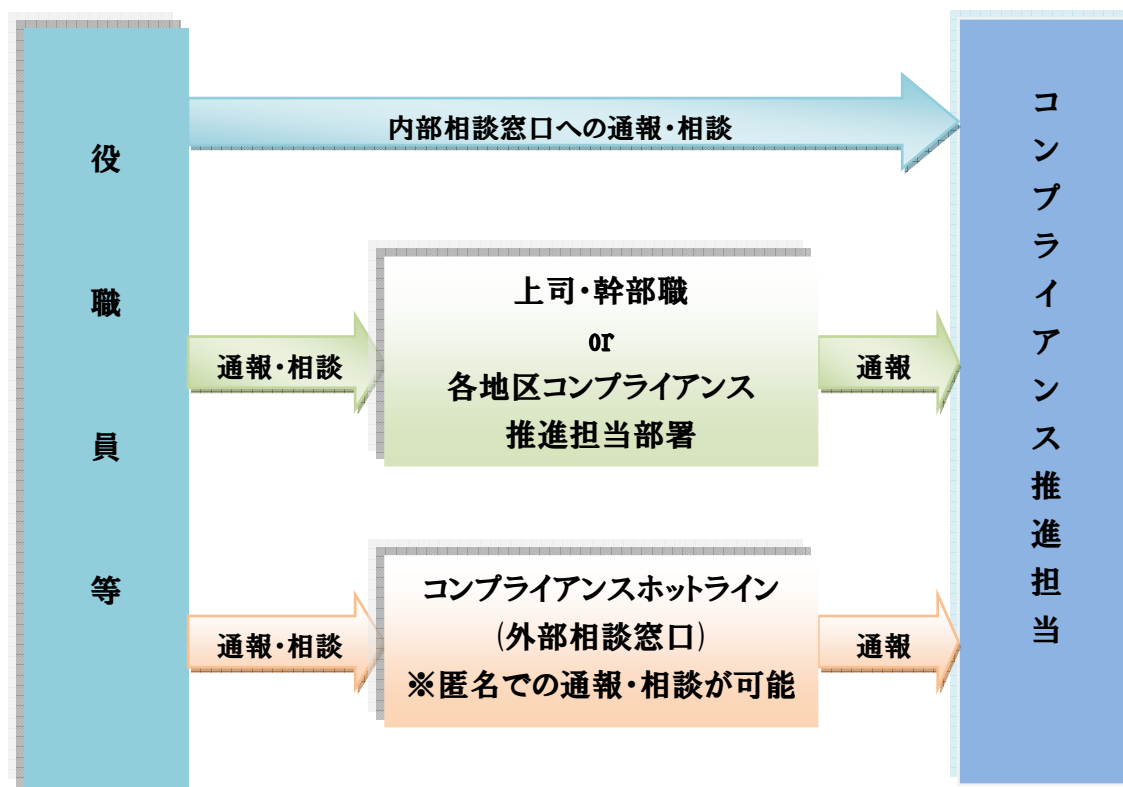 役職員等
内部相談窓口への通報・相談
通報・相談
上司・幹部職
or
各地区コンプライアンス
推進担当部署
通報
通報・相談
コンプライアンスホットライン
(外部相談窓口)
※匿名での通報・相談が可能
通報
コンプライアンス推進担当